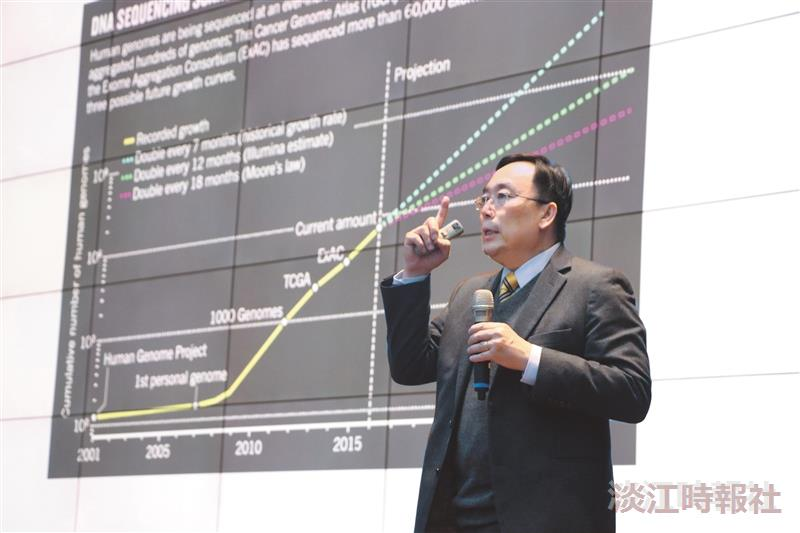 DNA SEQUENCING
Human genomes are being sequenced at an
aggregated hundreds of genomes; The Cancer Genome Atlas
the Exome Aggregation Consortium (ExAC) has sequenced more than 60,000
three possible future growth curves.
Projection
Recorded growth
Double every 7 months (historical growth rate)
Double every 12 months (Illumina estimate)
Double every 18 months (Moore's law)
Cumulative number of human genomes
Current amount
ExAC
TCGA
1000 Genomes
Human Genome Project
1st personal genome
2001
2005
2010
2015
淡江時報社